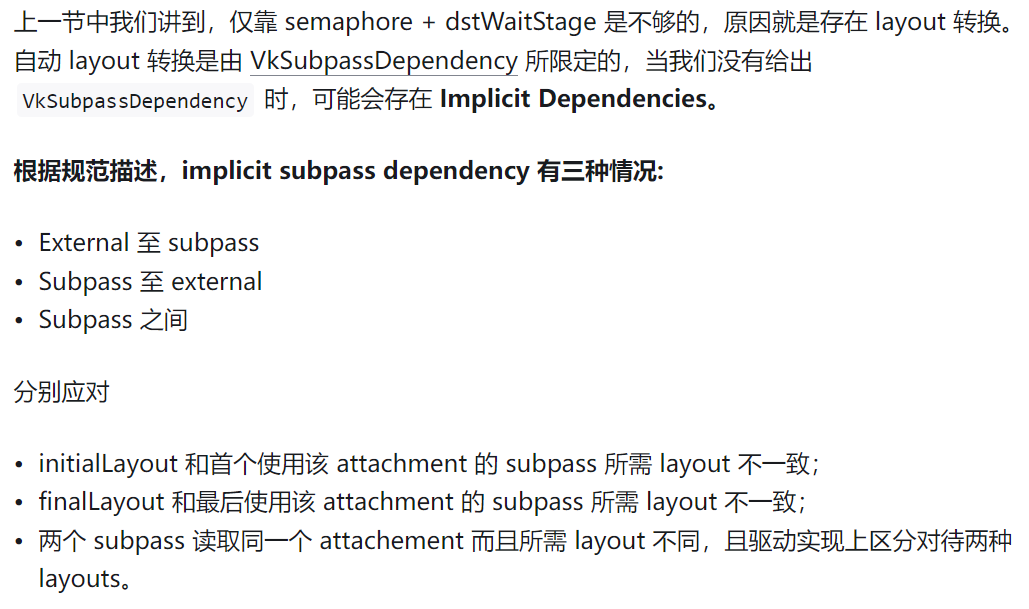 上一节中我们讲到，仅靠 semaphore + dstWaitStage 是不够的，原因就是存在 layout 转换。
自动 layout 转换是由 VkSubpassDependency 所限定的，当我们没有给出
VkSubpassDependency 时，可能会存在 Implicit Dependencies。
根据规范描述，implicit subpass dependency 有三种情况:
• External 至 subpass
• Subpass 至 external
• Subpass 之间
分别应对
• initialLayout 和首个使用该 attachment 的 subpass 所需 layout 不一致；
• finalLayout 和最后使用该 attachment 的 subpass 所需 layout 不一致；
• 两个 subpass 读取同一个 attachement 而且所需 layout 不同，且驱动实现上区分对待两种
layouts。